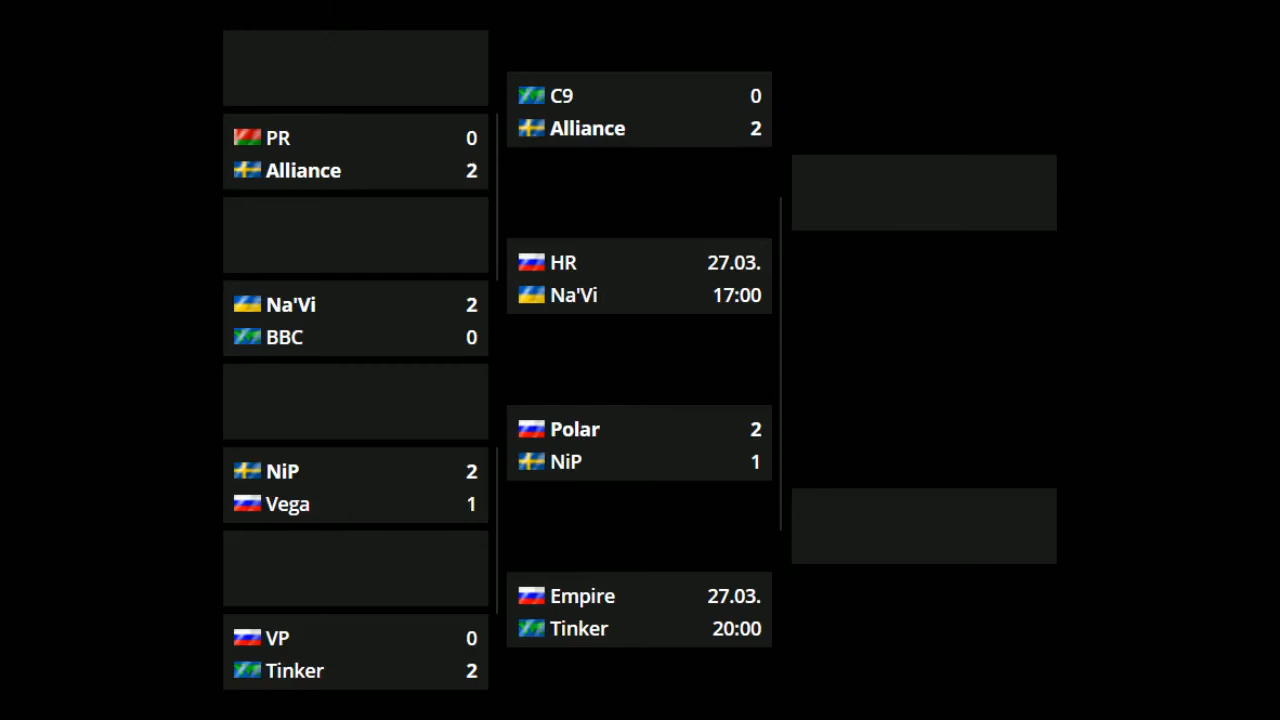 PR 0
Alliance 2
Na'Vi 2
BBC 0
NiP 2
Vega 1
VP 0
Tinker 2
C9 0
Alliance 2
HR 27.03.
Na'Vi 17:00
Polar 2
NiP 1
Empire 27.03.
Tinker 20:00